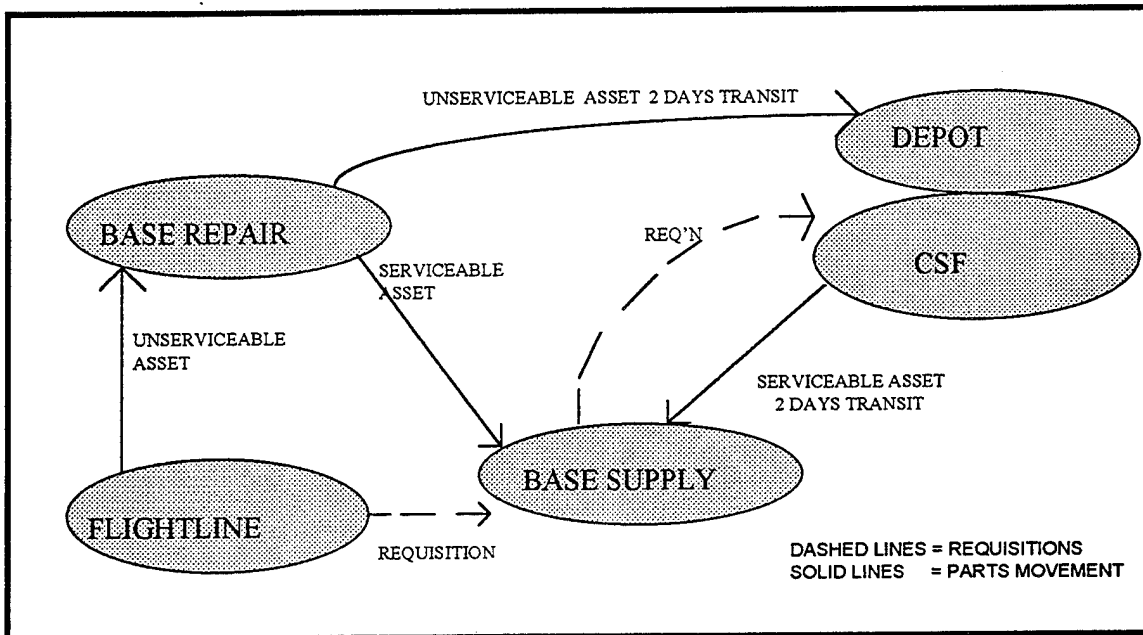 UNSERVICEABLE ASSET 2 DAYS TRANSIT
DEPOT
BASE REPAIR
REQ'N
CSF
SERVICEABLE
ASSET
UNSERVICEABLE
ASSET
SERVICEABLE ASSET
2 DAYS TRANSIT
BASE SUPPLY
FLIGHTLINE
REQUISITION
DASHED LINES = REQUISITIONS
SOLID LINES = PARTS MOVEMENT